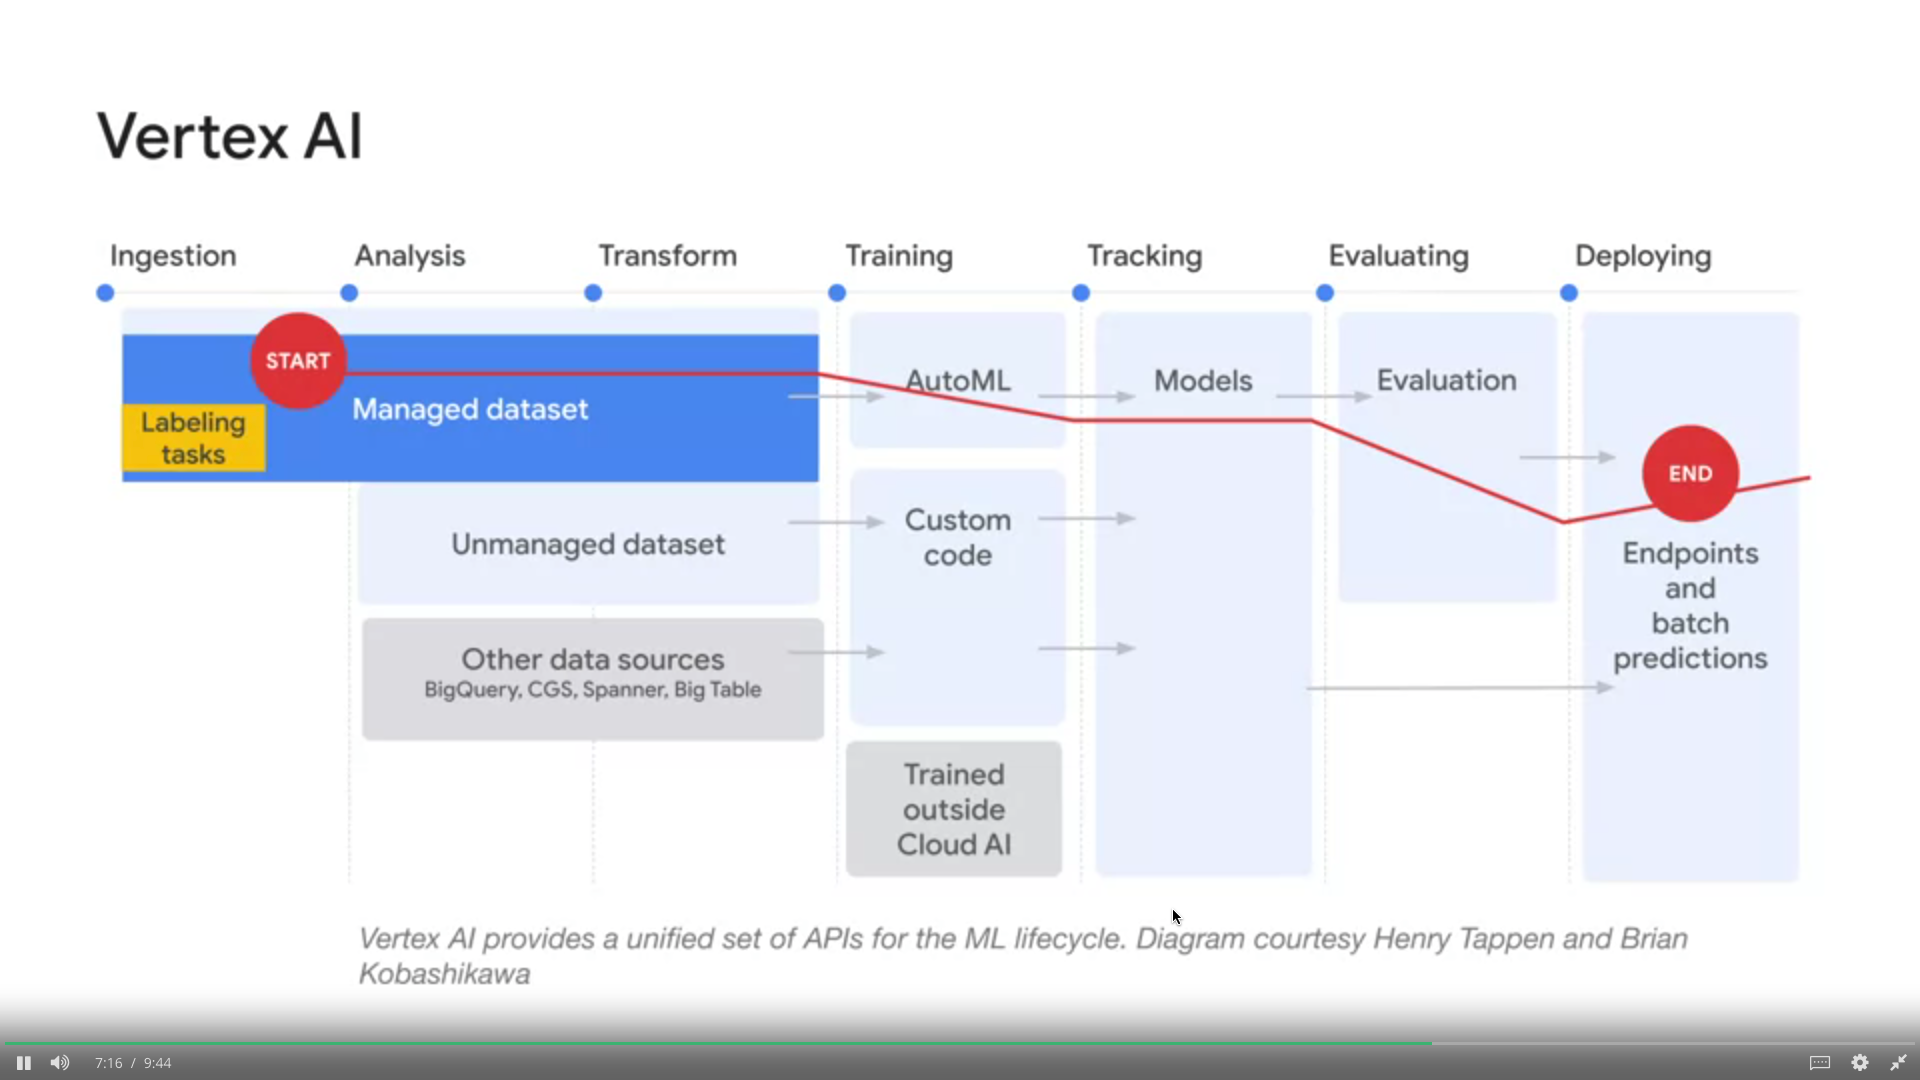 Vertex AI
Ingestion
Analysis
Transform
Training
Tracking
Evaluating
Deploying
START
Labeling
tasks
Managed dataset
AutoML
Models
Evaluation
END
Unmanaged dataset
Custom
code
Endpoints
and
batch
predictions
Other data sources
BigQuery, CGS, Spanner, Big Table
Trained
outside
Cloud AI
Vertex AI provides a unified set of APIs for the ML lifecycle. Diagram courtesy Henry Tappen and Brian
Kobashikawa
7:16 / 9:44